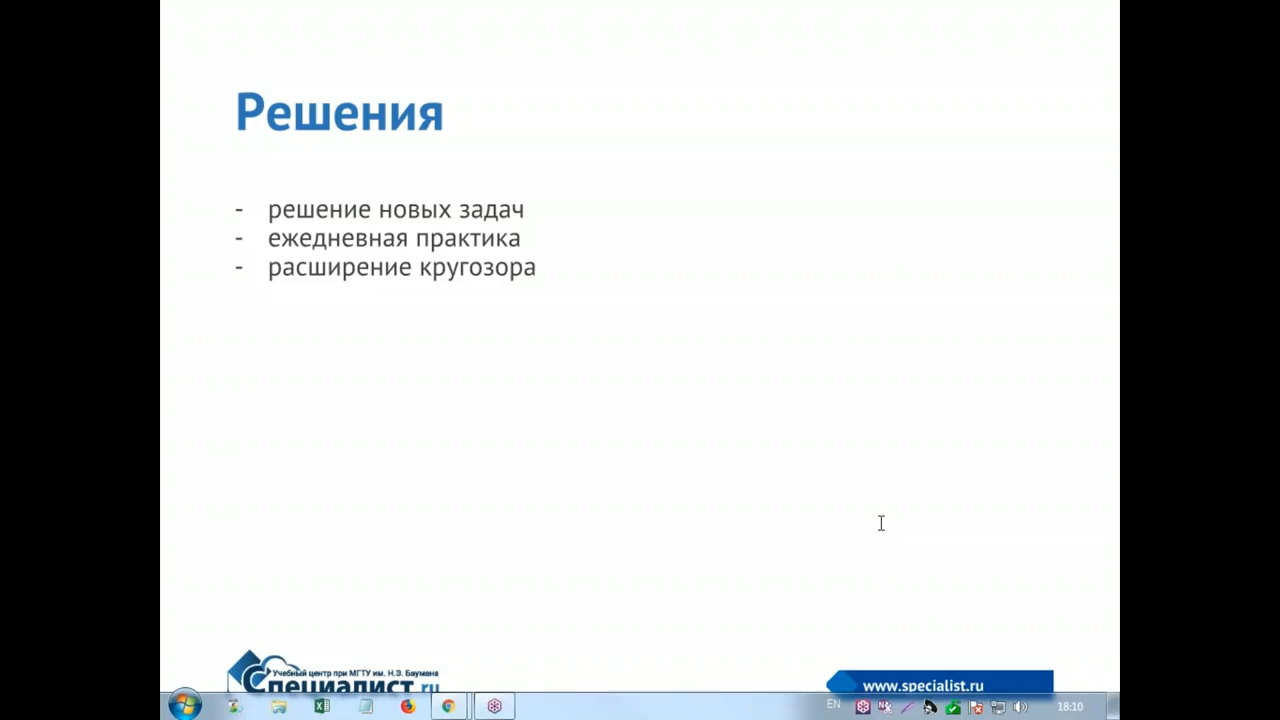 Решения
- решение новых задач
- ежедневная практика
- расширение кругозора
Учебный центр при МГТУ им. Н.Э. Баумана
Специалист.ru
www.specialist.ru
EN
18:10